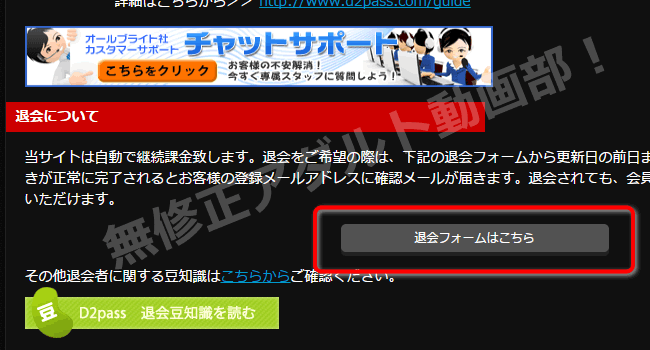 詳細はこちらから>> http://www.d2pass.com/guide
オールブライト社
カスタマーサポート
チャットサポート
こちらをクリック
お客様の不安解消!
今すぐ専属スタッフに質問しよう!
退会について
当サイトは自動で継続課金致します。退会をご希望の際は、下記の退会フォームから更新日の前日ま
きが正常に完了されるとお客様の登録メールアドレスに確認メールが届きます。退会されても、会員
いただけます。
退会フォームはこちら
その他退会者に関する豆知識はこちらからご確認ください。
豆 D2pass 退会豆知識を読む
無修正アダルト動画部!